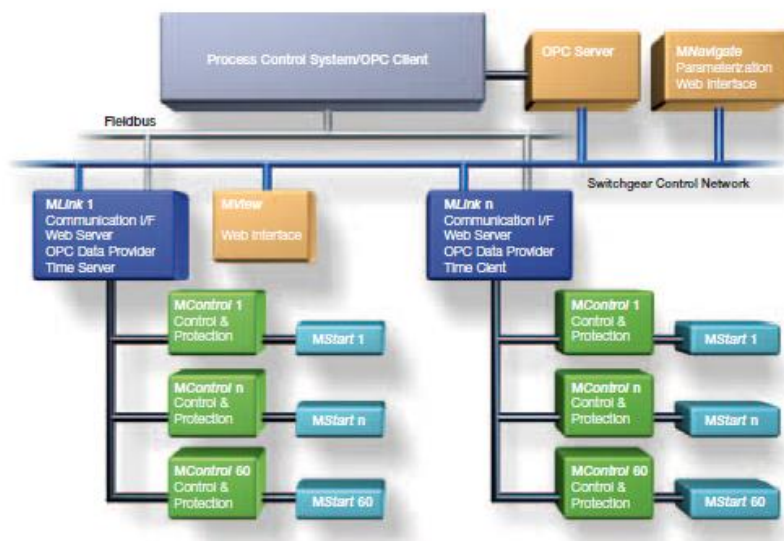 Process Control System/OPC Client
OPC Server
MNavigate
Parameterization
Web Interface
Fieldbus
Switchgear Control Network
MLink 1
Communication I/F
Web Server
OPC Data Provider
Time Server
MView
Web Interface
MLink n
Communication I/F
Web Server
OPC Data Provider
Time Client
MControl 1
Control &
Protection
MStart 1
MControl n
Control &
Protection
MStart n
MControl 60
Control &
Protection
MStart 60
MControl 1
Control &
Protection
MStart 1
MControl n
Control &
Protection
MStart n
MControl 60
Control &
Protection
MStart 60